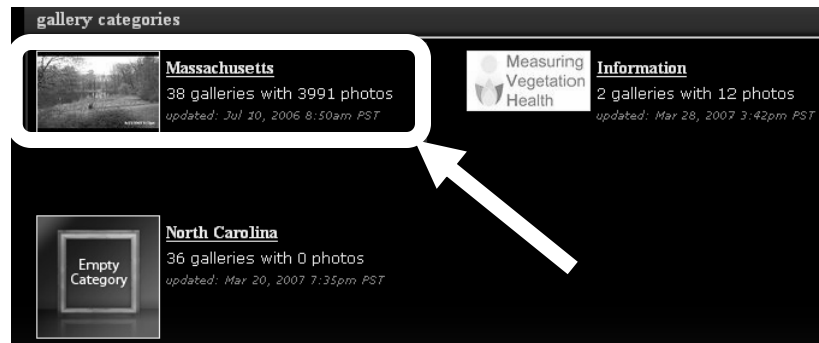 gallery categories
Massachusetts
38 galleries with 3991 photos
updated: Jul 10, 2006 8:50am PST
Measuring
Vegetation
Health
Information
2 galleries with 12 photos
updated: Mar 28, 2007 3:42pm PST
Empty
Category
North Carolina
36 galleries with 0 photos
updated: Mar 20, 2007 7:35pm PST